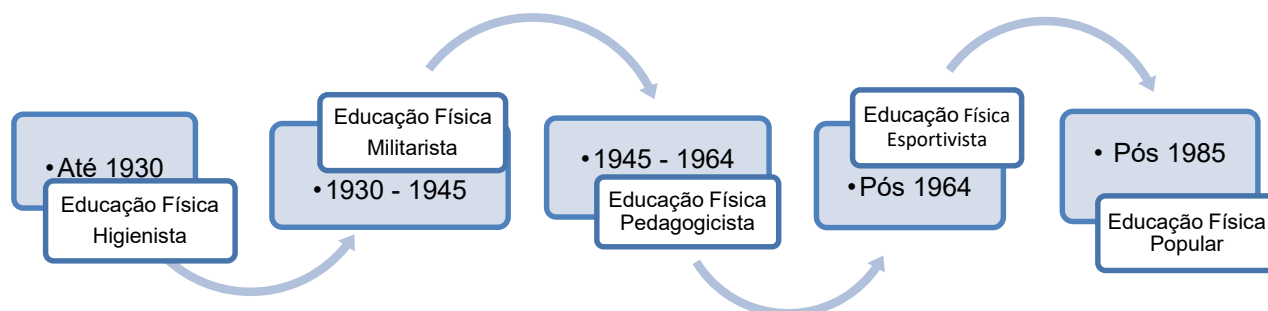 •Até 1930
Educação Física
Higienista
Educação Física
Militarista
•1930 - 1945
•1945 - 1964
Educação Física
Pedagogicista
Educação Física
Esportivista
•Pós 1964
• Pós 1985
Educação Física
Popular